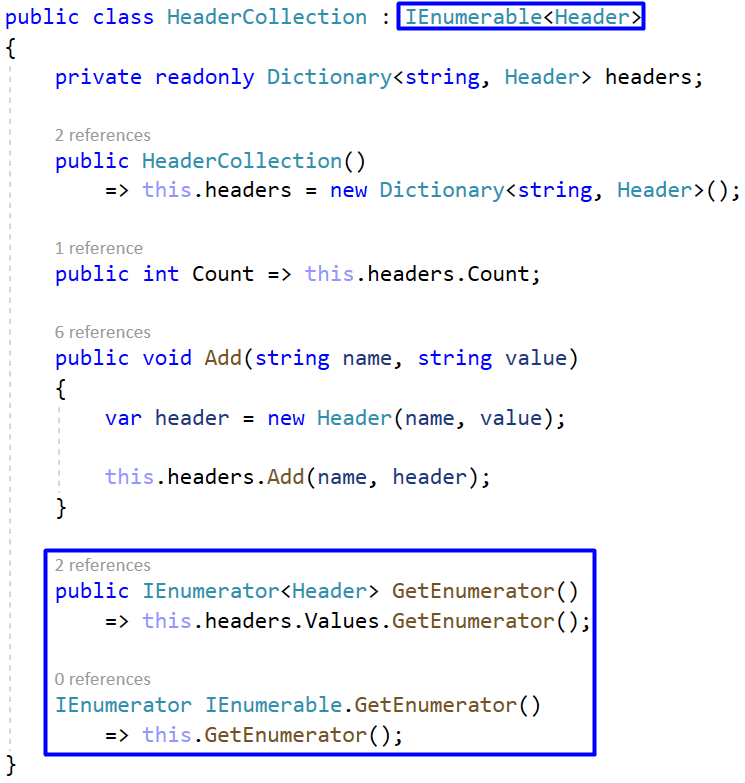 public class HeaderCollection : IEnumerable<Header>
{
private readonly Dictionary<string, Header> headers;
2 references
public HeaderCollection()
=> this.headers = new Dictionary<string, Header>();
1 reference
public int Count => this.headers.Count;
6 references
public void Add(string name, string value)
{
var header = new Header(name, value);
this.headers.Add(name, header);
}
2 references
public IEnumerator<Header> GetEnumerator()
=> this.headers.Values.GetEnumerator();
0 references
IEnumerator IEnumerable.GetEnumerator()
=> this.GetEnumerator();
}